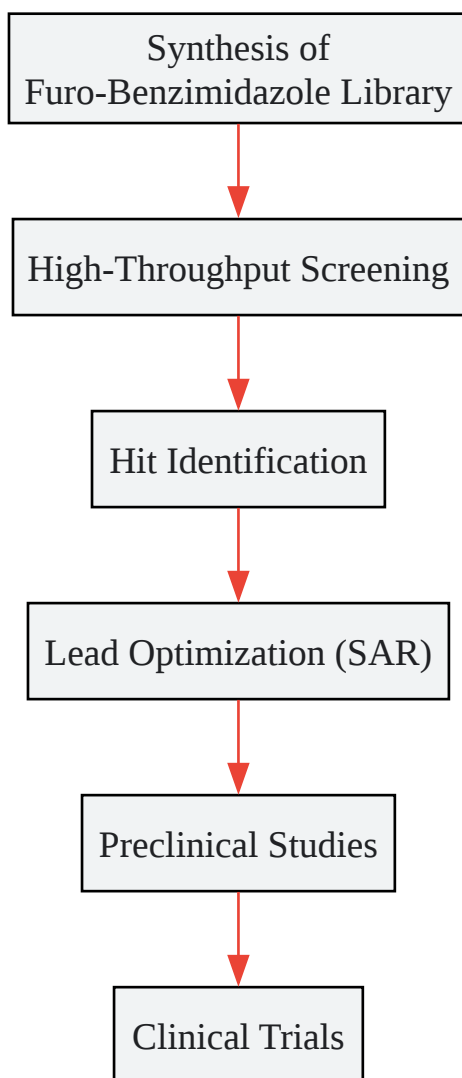 Synthesis of
Furo-Benzimidazole Library
High-Throughput Screening
Hit Identification
Lead Optimization (SAR)
Preclinical Studies
Clinical Trials